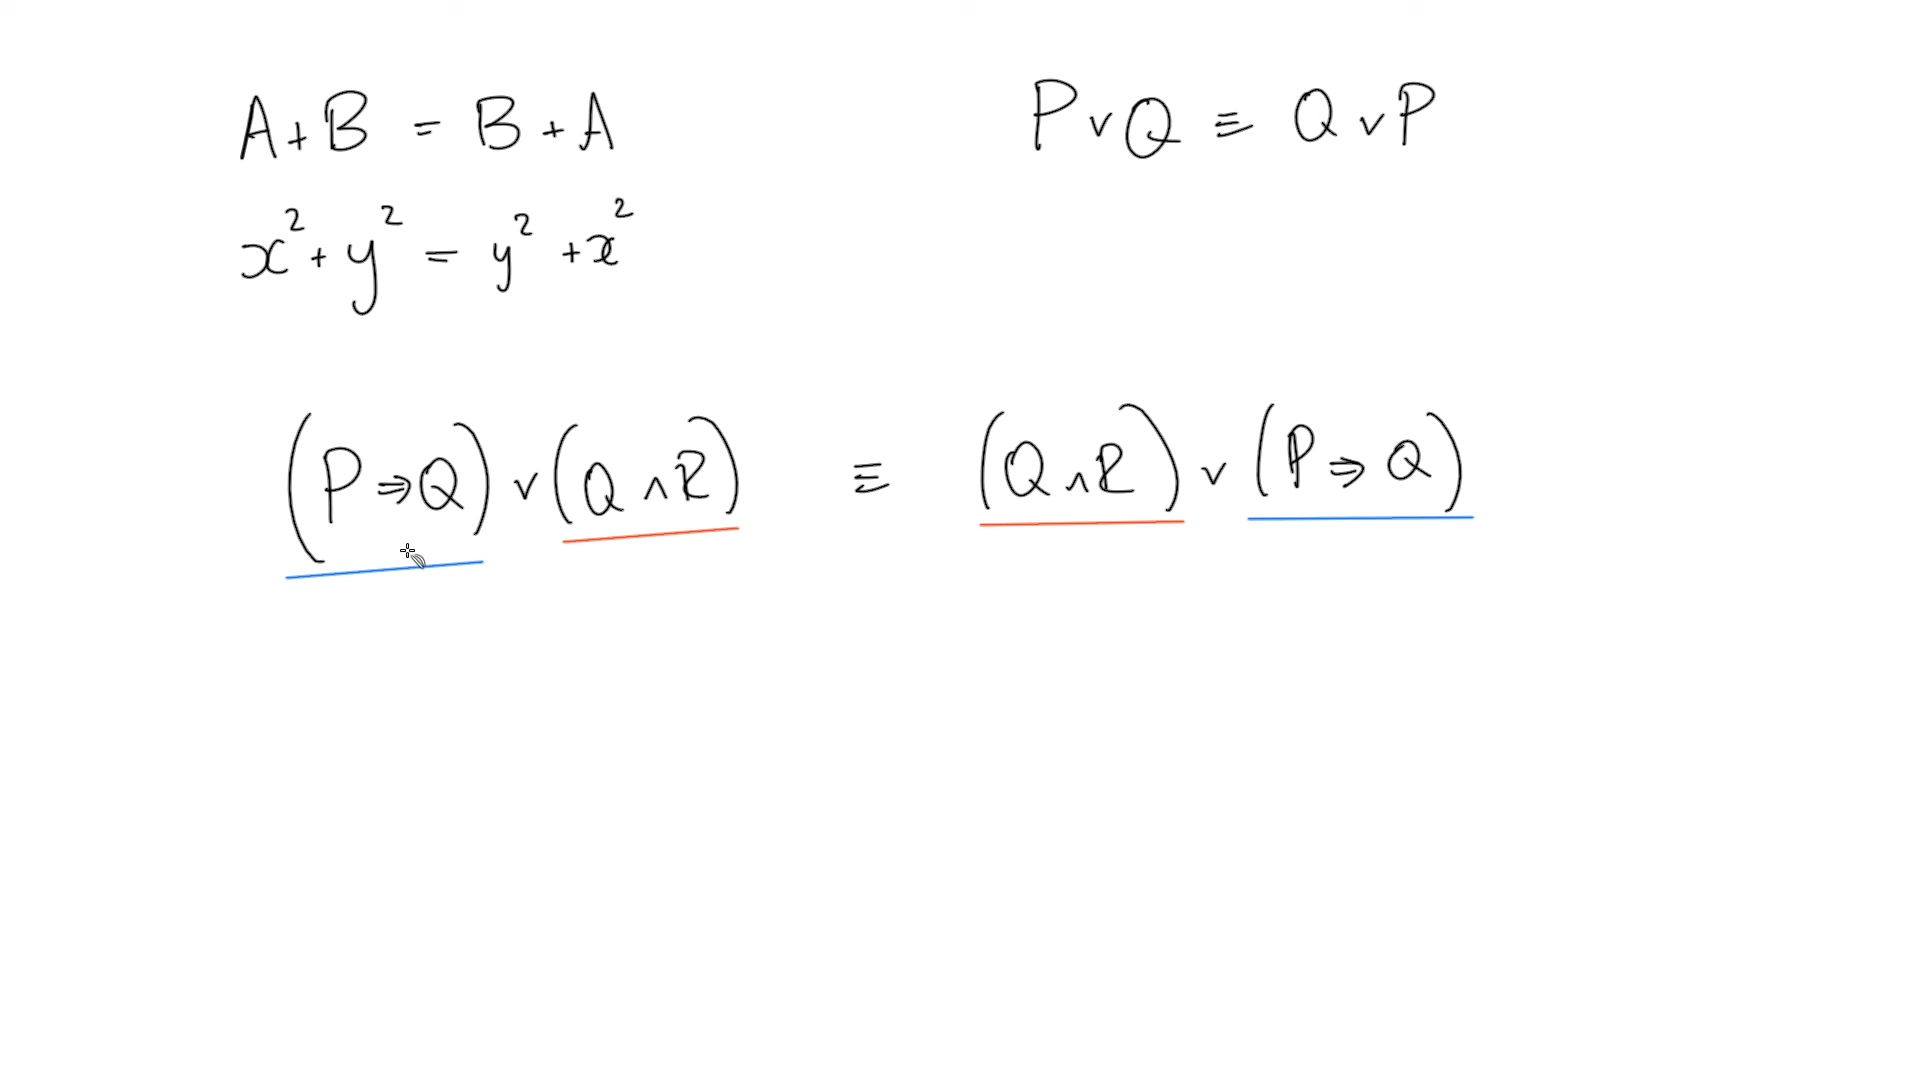 A+B = B+A
P∨Q ≡ Q∨P
x²+y² = y²+x²
(P⇒Q)∨(Q∧R) ≡ (Q∧R)∨(P⇒Q)